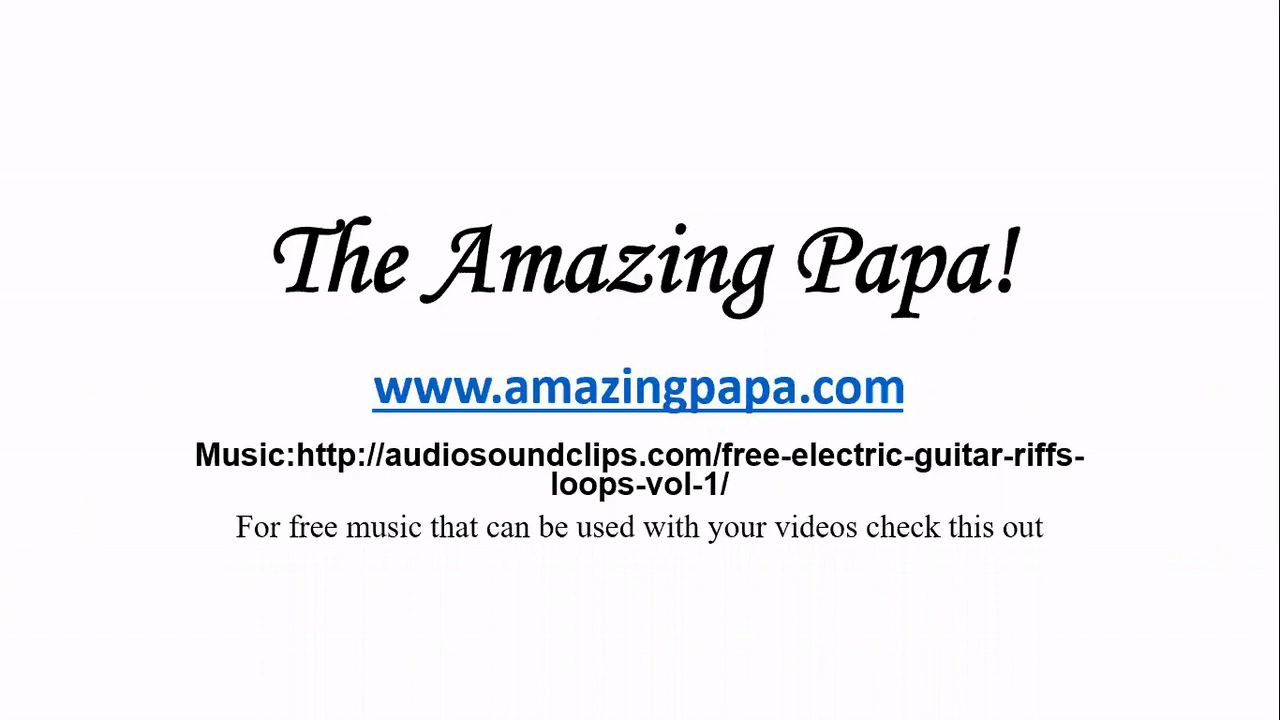 The Amazing Papa!
www.amazingpapa.com
Music:http://audiosoundclips.com/free-electric-guitar-riffs-
loops-vol-1/
For free music that can be used with your videos check this out